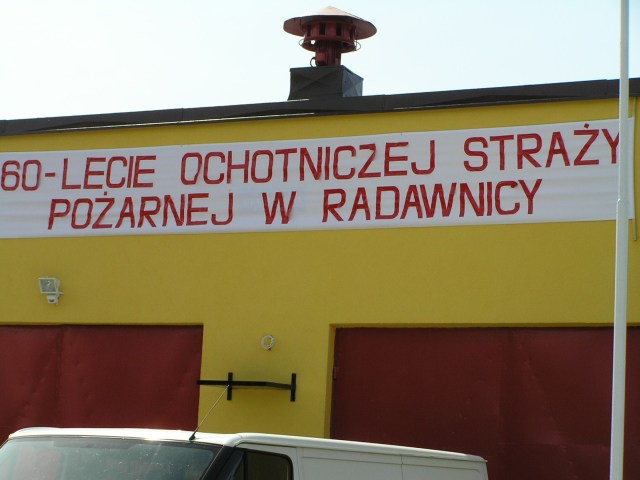 60-LECIE OCHOTNICZEJ STRAŻY
POŻARNEJ W RADAWNICY